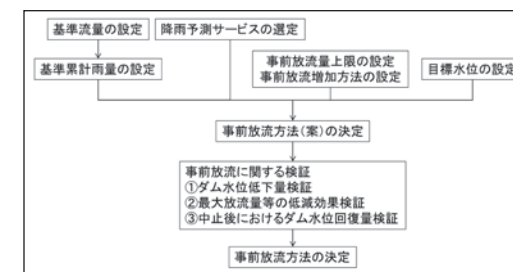 基準流量の設定
降雨予測サービスの選定
基準累計雨量の設定
事前放流量上限の設定
事前放流増加方法の設定
目標水位の設定
事前放流方法(案)の決定
事前放流に関する検証
①ダム水位低下量検証
②最大放流量等の低減効果検証
③中止後におけるダム水位回復量検証
事前放流方法の決定